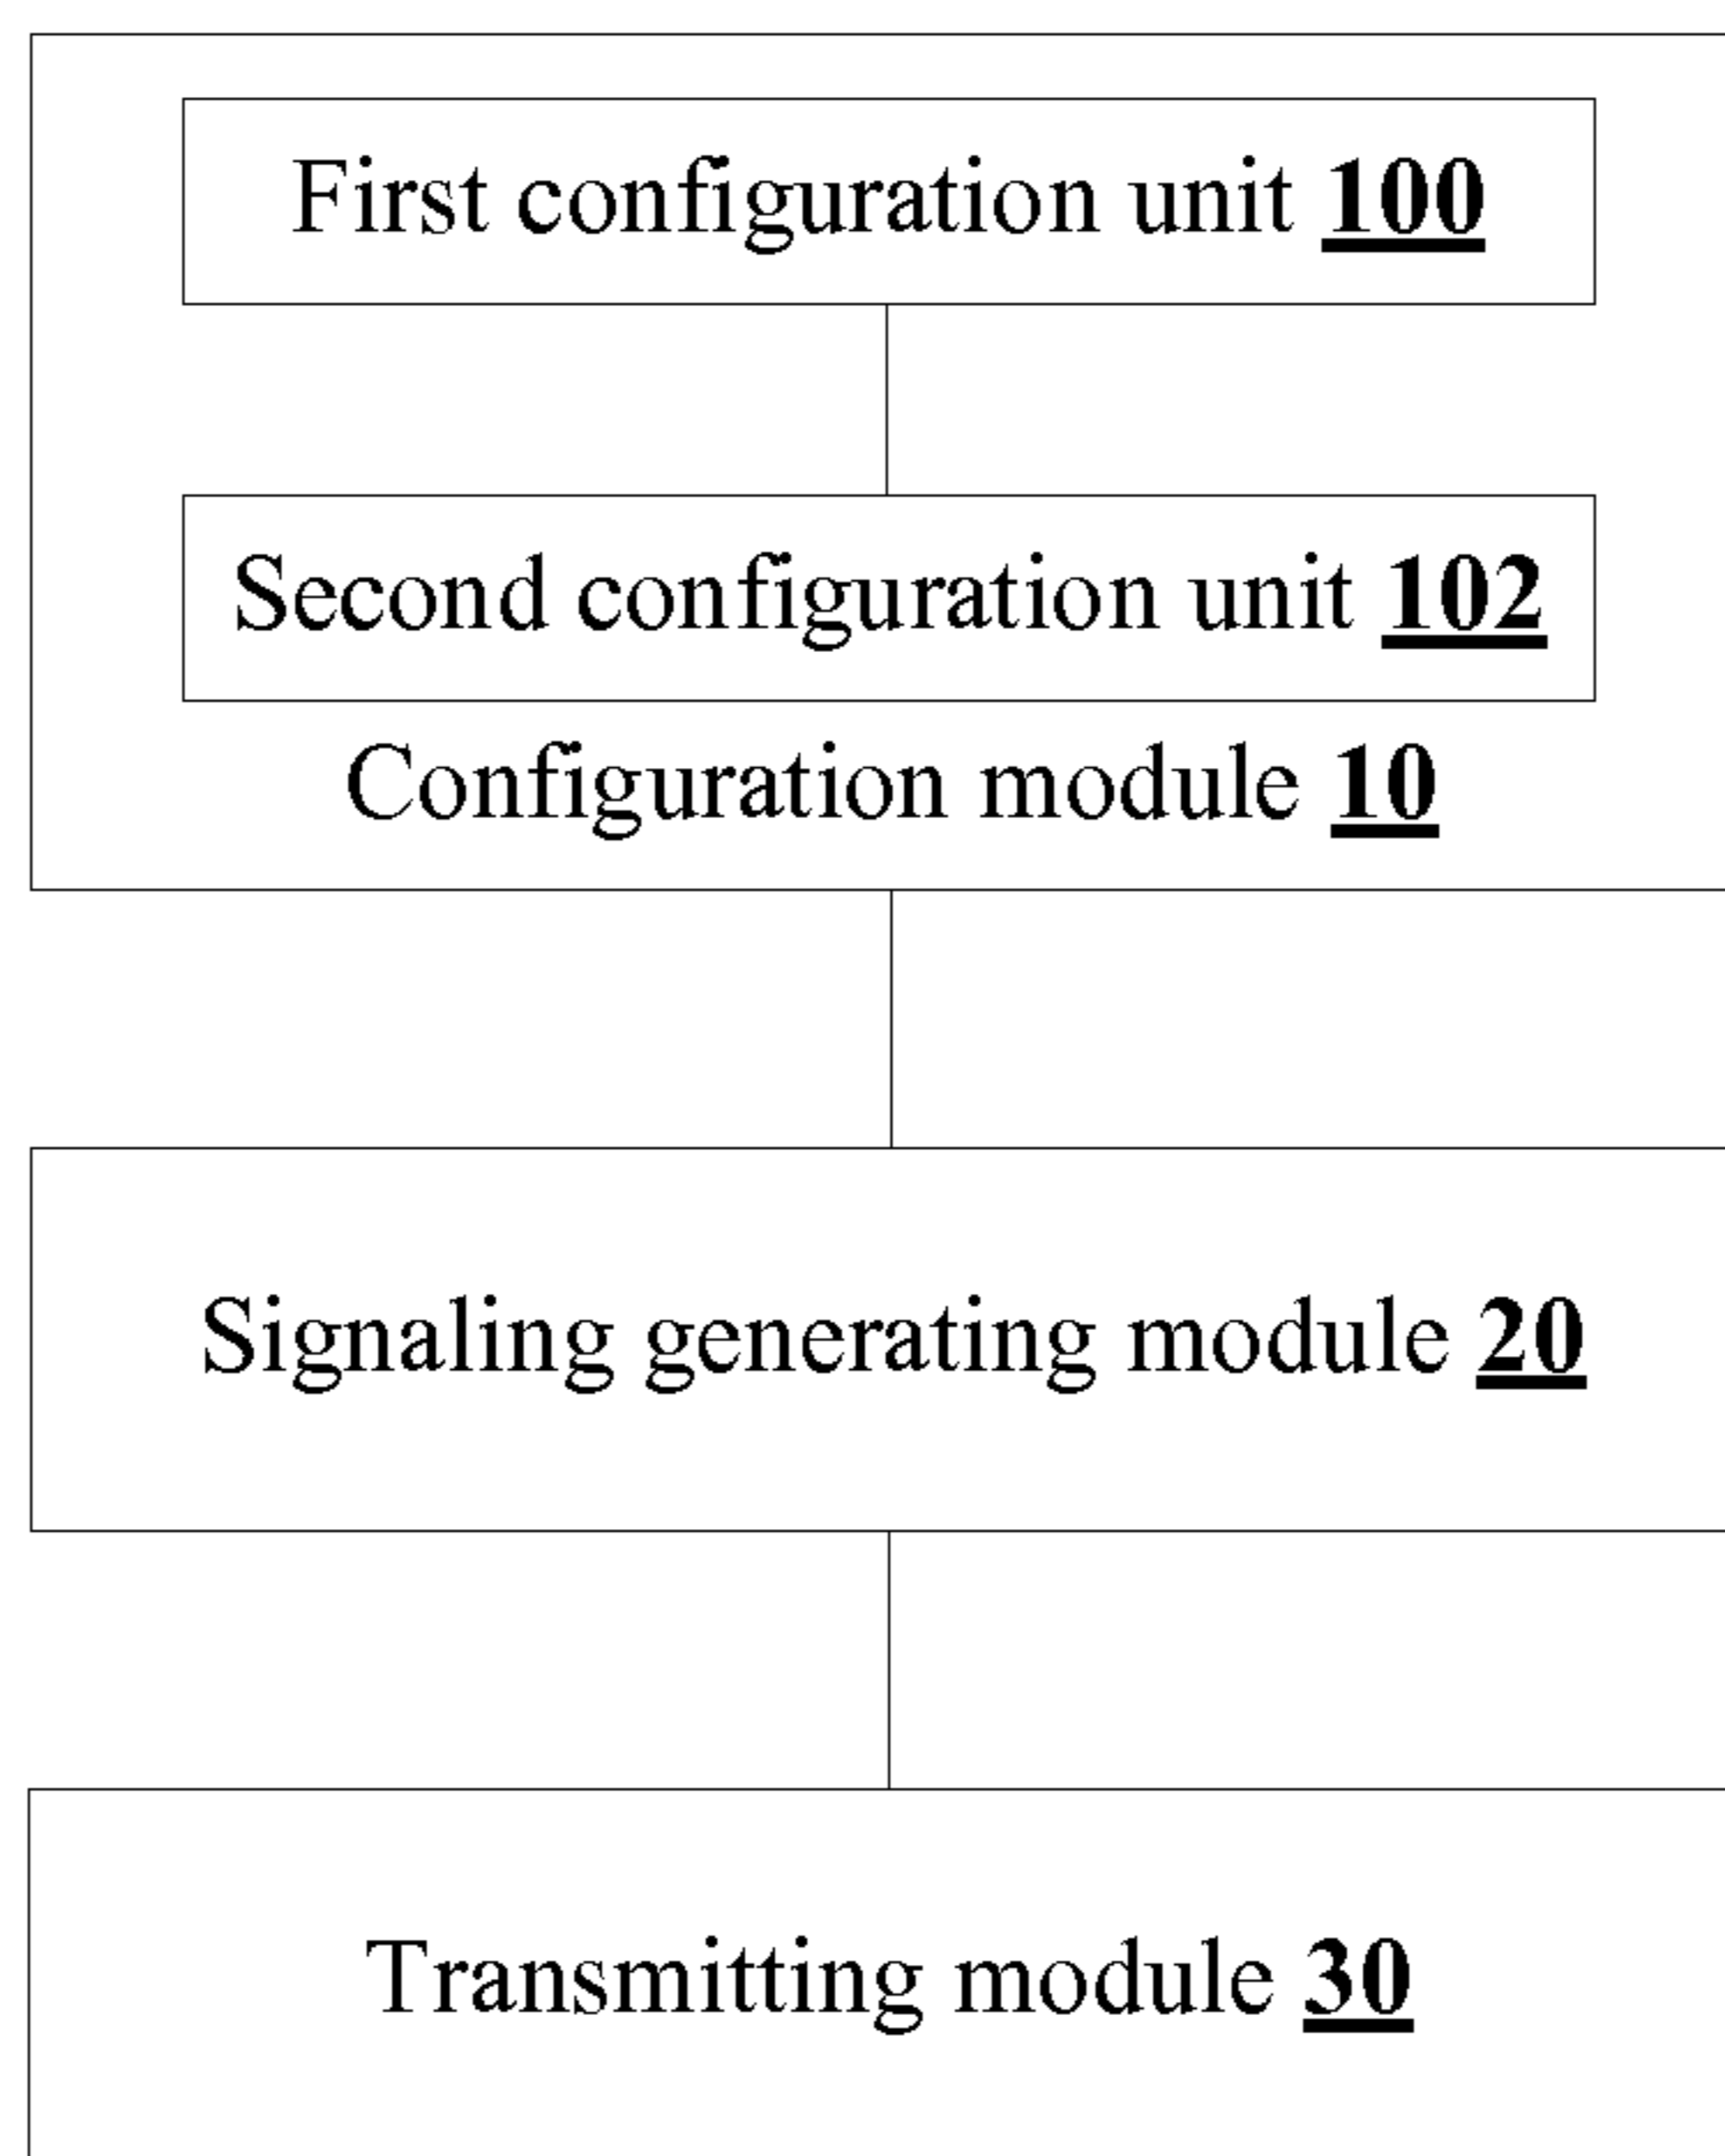 First configuration unit 100
Second configuration unit 102
Configuration module 10
Signaling generating module 20
Transmitting module 30